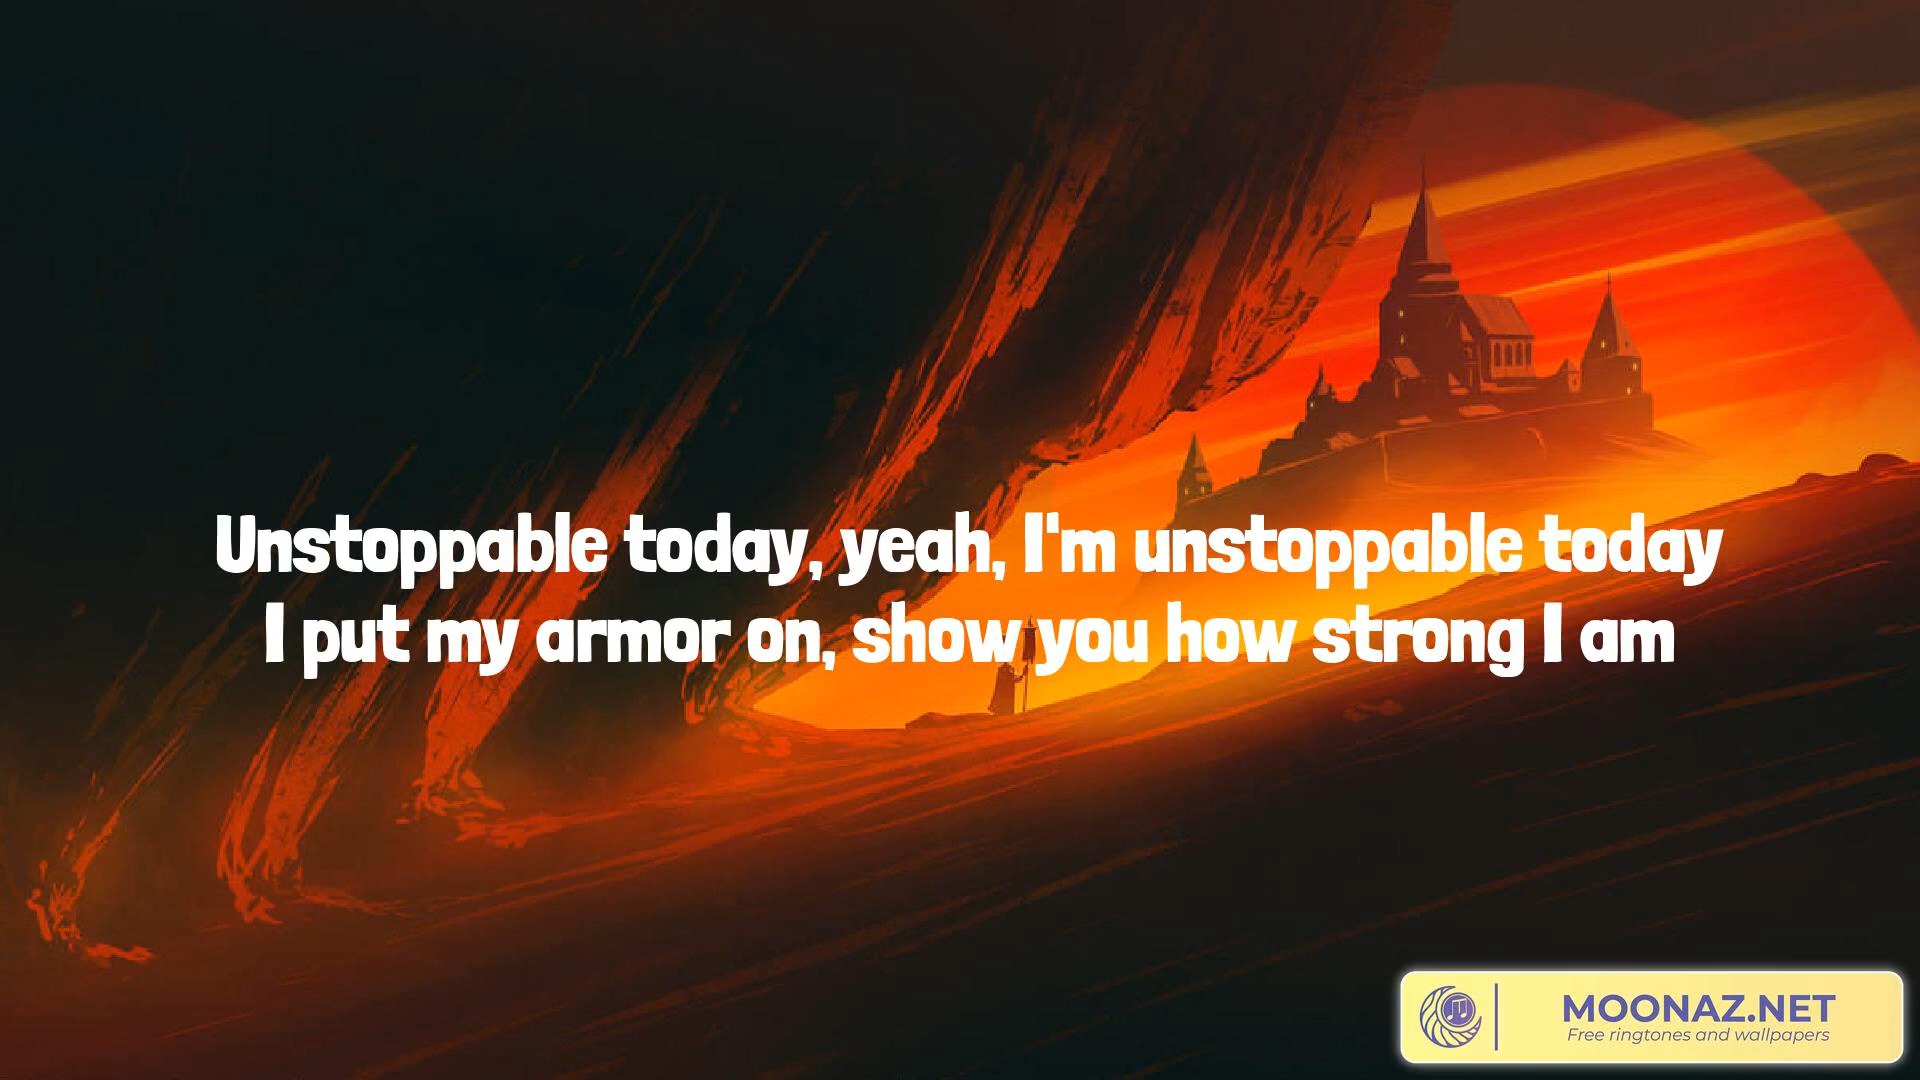 Unstoppable today, yeah, I'm unstoppable today
I put my armor on, show you how strong I am
MOONAZ.NET
Free ringtones and wallpapers